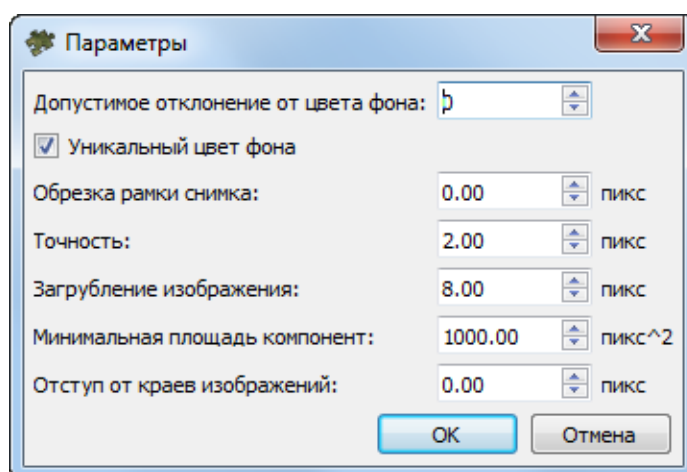 Параметры
Допустимое отклонение от цвета фона: 0
Уникальный цвет фона
Обрезка рамки снимка: 0.00 пикс
Точность: 2.00 пикс
Загрубление изображения: 8.00 пикс
Минимальная площадь компонент: 1000.00 пикс^2
Отступ от краев изображений: 0.00 пикс
OK Отмена